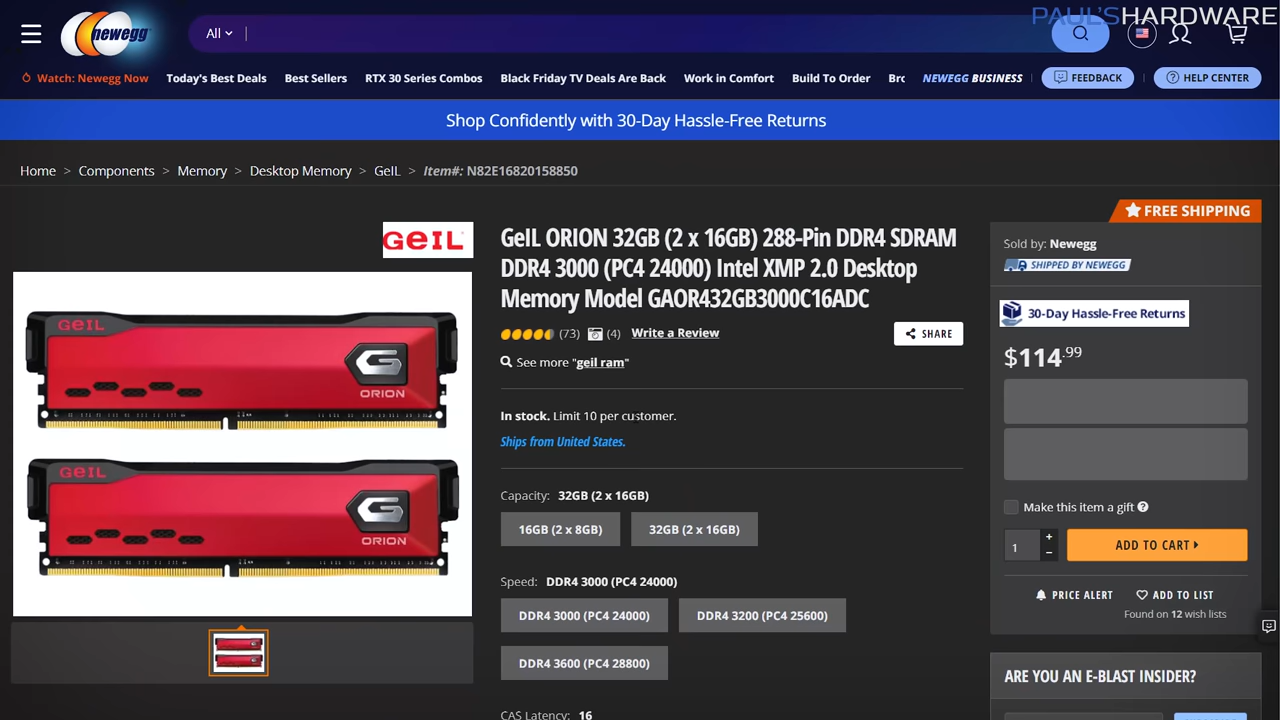 PAUL'SHARDWARE
newegg
All
Watch: Newegg Now
Today's Best Deals
Best Sellers
RTX 30 Series Combos
Black Friday TV Deals Are Back
Work in Comfort
Build To Order
Brc
NEWEGG BUSINESS
FEEDBACK
HELP CENTER
Shop Confidently with 30-Day Hassle-Free Returns
Home > Components > Memory > Desktop Memory > GeIL > Item#: N82E16820158850
FREE SHIPPING
GEIL
GeIL ORION 32GB (2 x 16GB) 288-Pin DDR4 SDRAM
DDR4 3000 (PC4 24000) Intel XMP 2.0 Desktop
Memory Model GAOR432GB3000C16ADC
(73) (4) Write a Review
SHARE
See more "geil ram"
In stock. Limit 10 per customer.
Ships from United States.
Capacity: 32GB (2 x 16GB)
16GB (2 x 8GB)
32GB (2 x 16GB)
Speed: DDR4 3000 (PC4 24000)
DDR4 3000 (PC4 24000)
DDR4 3200 (PC4 25600)
DDR4 3600 (PC4 28800)
CAS Latency: 16
GEIL
ORION
GEIL
ORION
Sold by: Newegg
SHIPPED BY NEWEGG
30-Day Hassle-Free Returns
$114.99
Make this item a gift ?
1 + −
ADD TO CART
PRICE ALERT
ADD TO LIST
Found on 12 wish lists
ARE YOU AN E-BLAST INSIDER?